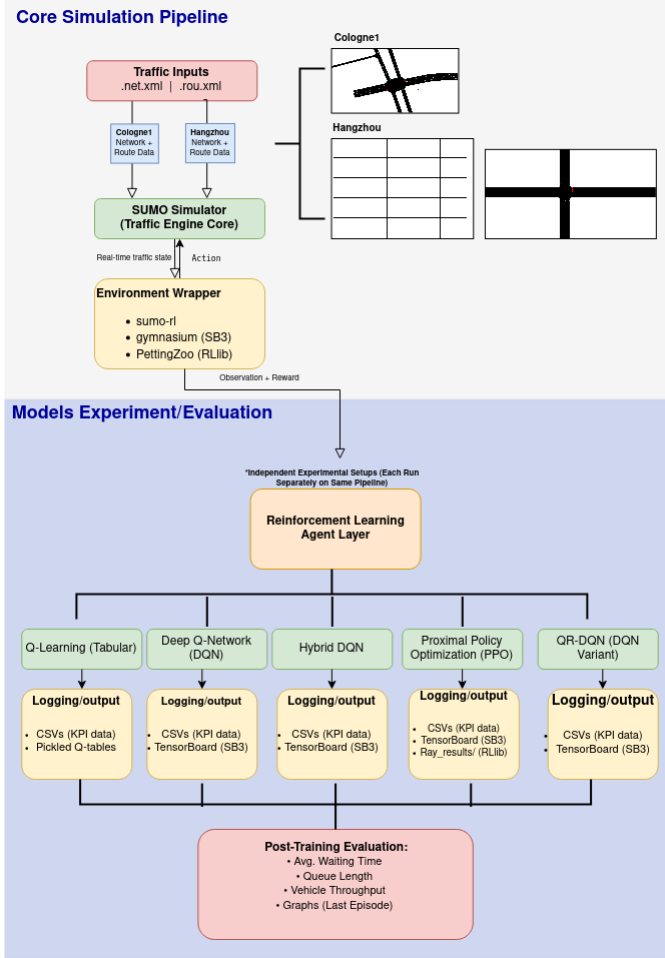 Core Simulation Pipeline
Traffic Inputs
.net.xml | .rou.xml
Cologne1
Network +
Route Data
Hangzhou
Network +
Route Data
Cologne1
Hangzhou
SUMO Simulator
(Traffic Engine Core)
Real-time traffic state
Action
Environment Wrapper
• sumo-rl
• gymnasium (SB3)
• PettingZoo (RLlib)
Observation + Reward
Models Experiment/Evaluation
*Independent Experimental Setups (Each Run
Separately on Same Pipeline)
Reinforcement Learning
Agent Layer
Q-Learning (Tabular)
Deep Q-Network
(DQN)
Hybrid DQN
Proximal Policy
Optimization (PPO)
QR-DQN (DQN
Variant)
Logging/output
• CSVs (KPI data)
• Pickled Q-tables
Logging/output
• CSVs (KPI data)
• TensorBoard (SB3)
Logging/output
• CSVs (KPI data)
• TensorBoard (SB3)
Logging/output
• CSVs (KPI data)
• TensorBoard (SB3)
• Ray_results/ (RLlib)
Logging/output
• CSVs (KPI data)
• TensorBoard (SB3)
Post-Training Evaluation:
• Avg. Waiting Time
• Queue Length
• Vehicle Throughput
• Graphs (Last Episode)